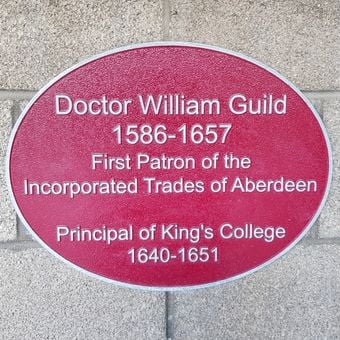 Doctor William Guild
1586-1657
First Patron of the
Incorporated Trades of Aberdeen
Principal of King's College
1640-1651